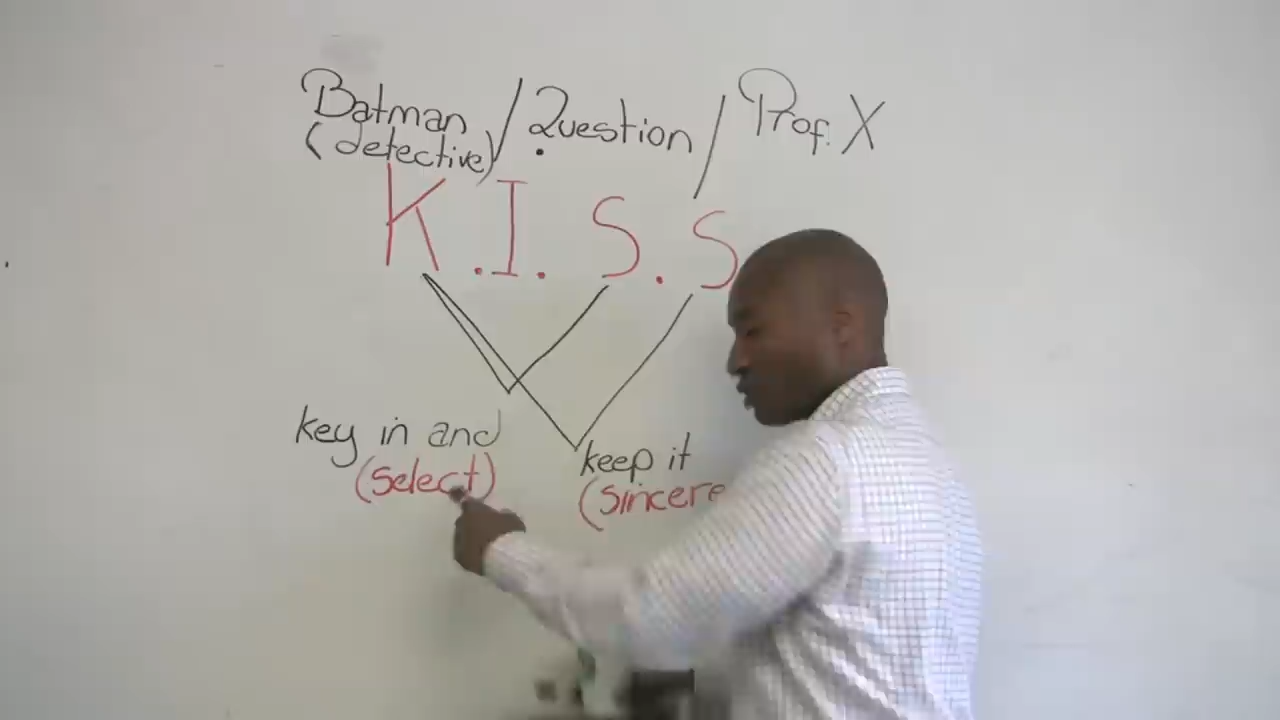 Batman / Question / Prof. X
(detective)
K.I.S.S
key in and
(select)
keep it
(sincere